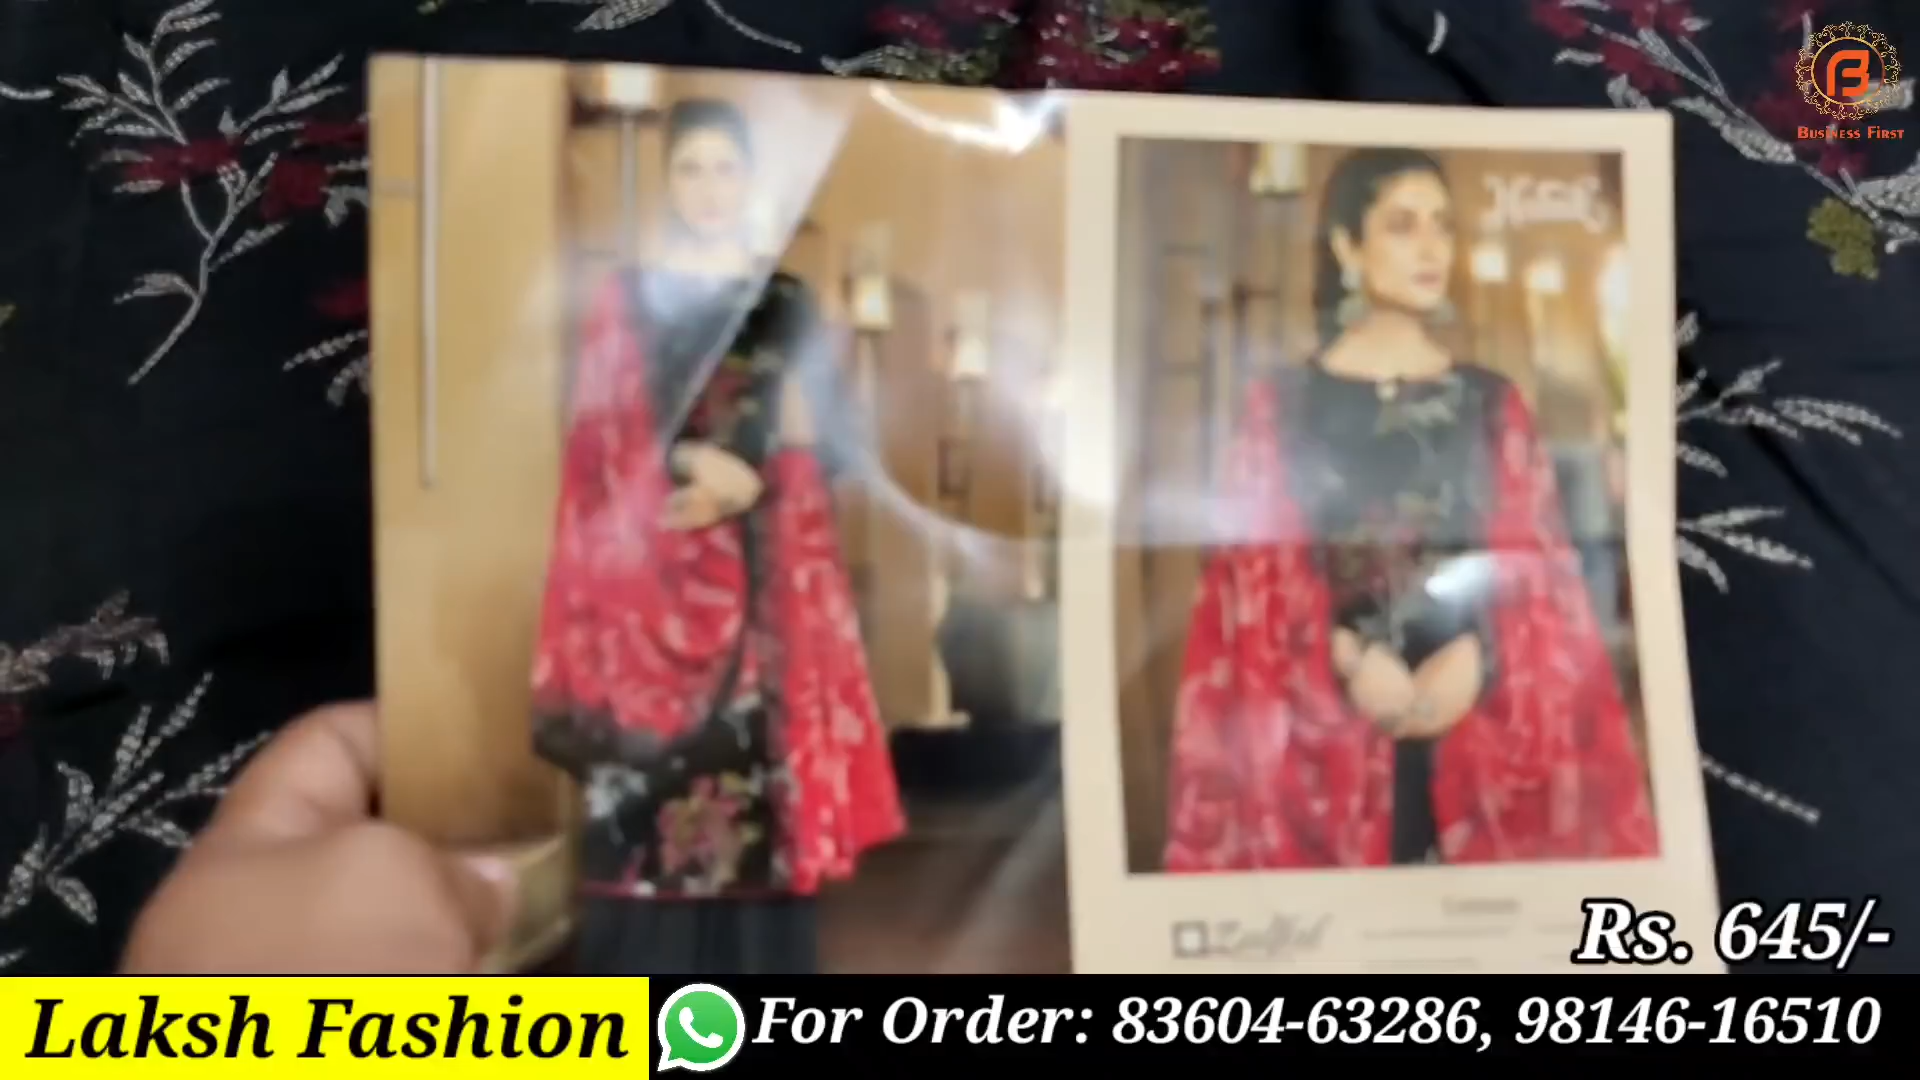 BUSINESS FIRST
Rs. 645/-
Laksh Fashion
For Order: 83604-63286, 98146-16510